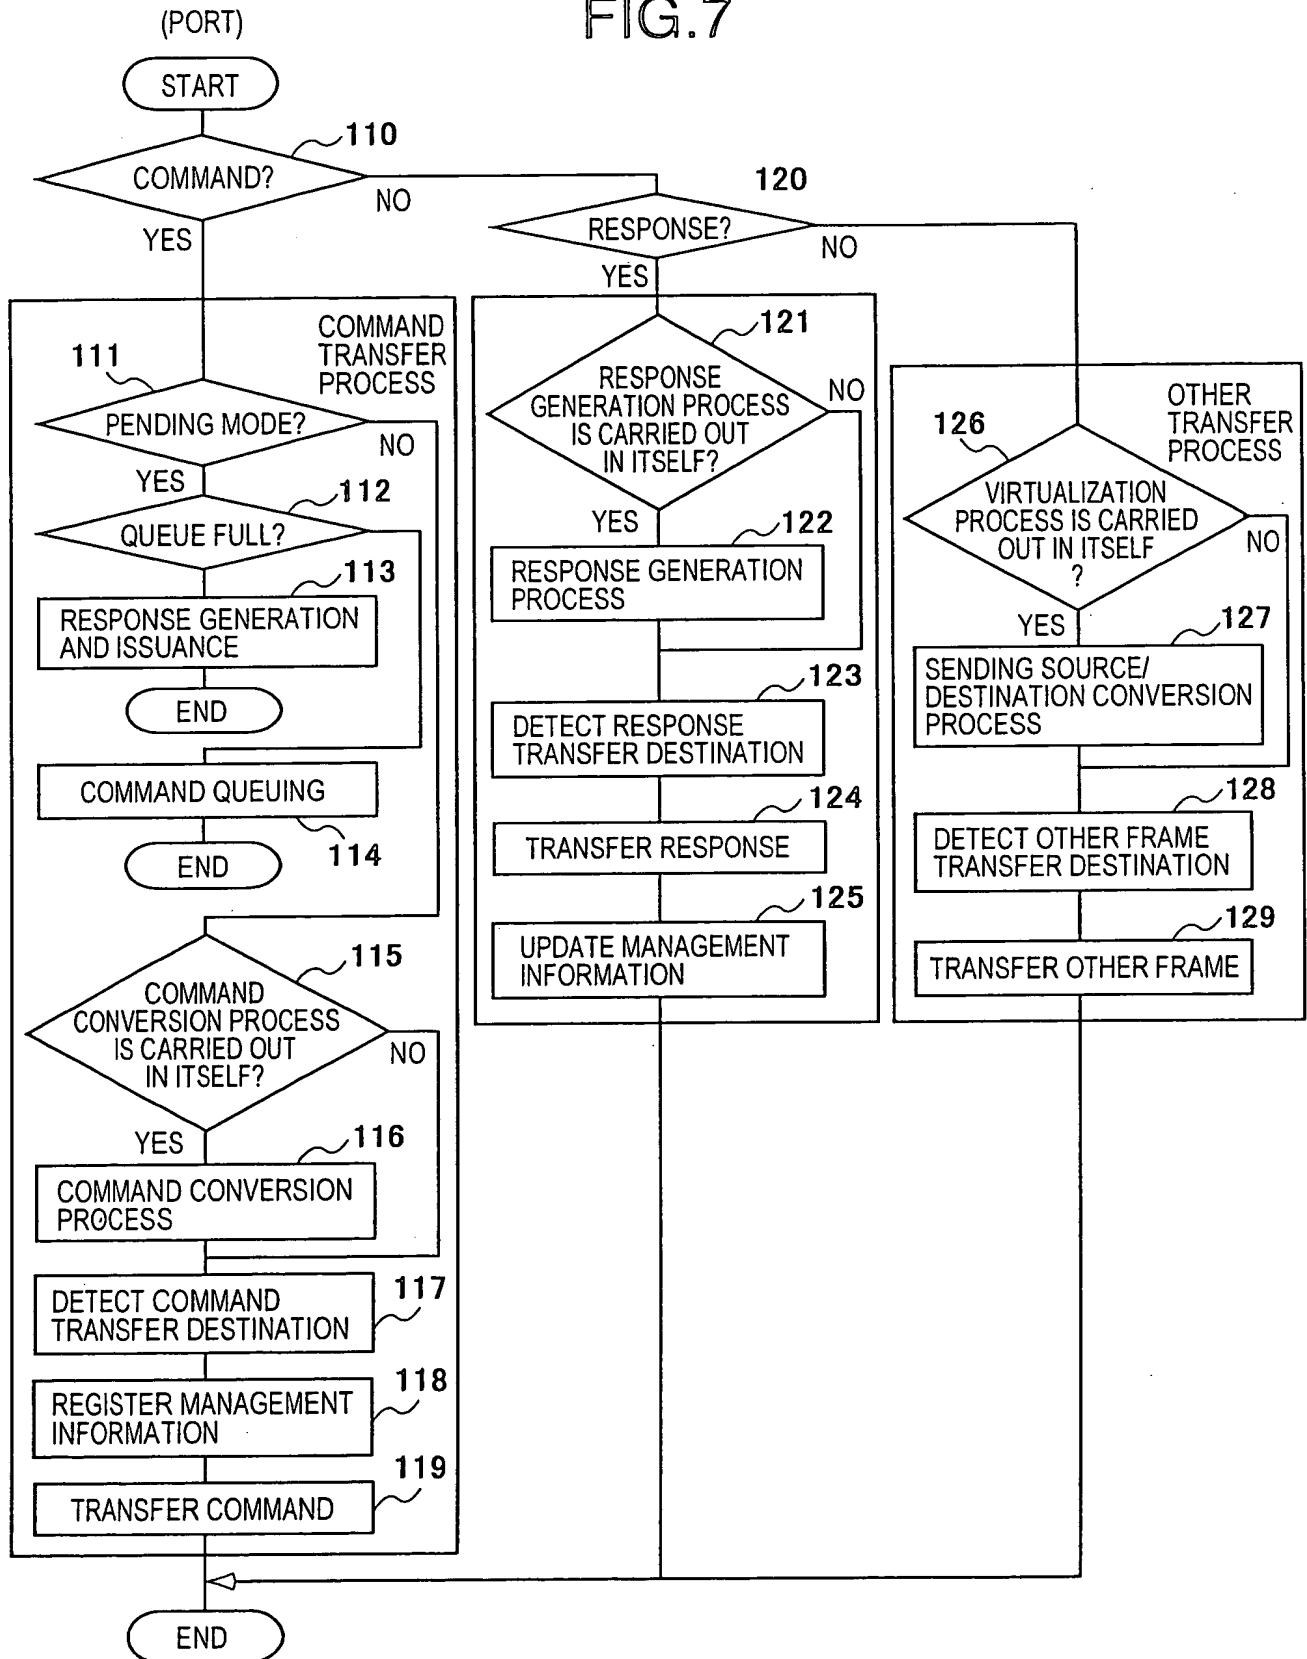 FIG.7
(PORT)
START
110
COMMAND?
NO
YES
120
RESPONSE?
NO
YES
COMMAND
TRANSFER
PROCESS
111
PENDING MODE?
NO
YES
112
QUEUE FULL?
113
RESPONSE GENERATION
AND ISSUANCE
END
COMMAND QUEUING
114
END
115
COMMAND
CONVERSION PROCESS
IS CARRIED OUT
IN ITSELF?
NO
YES
116
COMMAND CONVERSION
PROCESS
117
DETECT COMMAND
TRANSFER DESTINATION
118
REGISTER MANAGEMENT
INFORMATION
119
TRANSFER COMMAND
END
121
RESPONSE
GENERATION PROCESS
IS CARRIED OUT
IN ITSELF?
NO
YES
122
RESPONSE GENERATION
PROCESS
123
DETECT RESPONSE
TRANSFER DESTINATION
124
TRANSFER RESPONSE
125
UPDATE MANAGEMENT
INFORMATION
OTHER
TRANSFER
PROCESS
126
VIRTUALIZATION
PROCESS IS CARRIED
OUT IN ITSELF
?
NO
YES
127
SENDING SOURCE/
DESTINATION CONVERSION
PROCESS
128
DETECT OTHER FRAME
TRANSFER DESTINATION
129
TRANSFER OTHER FRAME